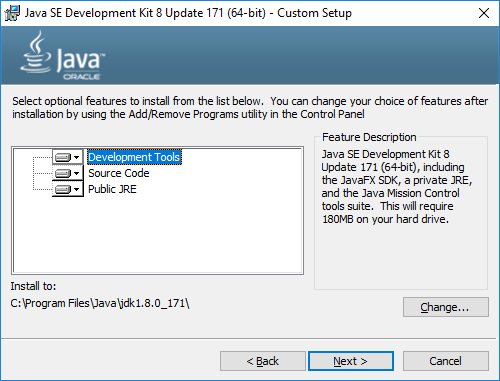 Java SE Development Kit 8 Update 171 (64-bit) - Custom Setup
Java
ORACLE
Select optional features to install from the list below. You can change your choice of features after
installation by using the Add/Remove Programs utility in the Control Panel
Development Tools
Source Code
Public JRE
Feature Description
Java SE Development Kit 8
Update 171 (64-bit), including
the JavaFX SDK, a private JRE,
and the Java Mission Control
tools suite. This will require
180MB on your hard drive.
Install to:
C:\Program Files\Java\jdk1.8.0_171\
Change...
< Back
Next >
Cancel